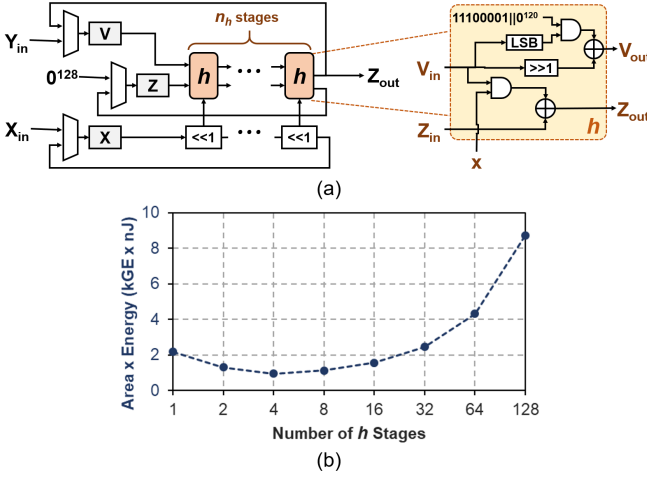 n_h stages
Y_in
V
h
• • •
h
Z_out
0^128
Z
X_in
X
<<1
• • •
<<1
11100001||0^120
LSB
V_in
>>1
V_out
Z_in
Z_out
h
x
(a)
Area x Energy (kGE x nJ)
10
8
6
4
2
0
1 2 4 8 16 32 64 128
Number of h Stages
(b)